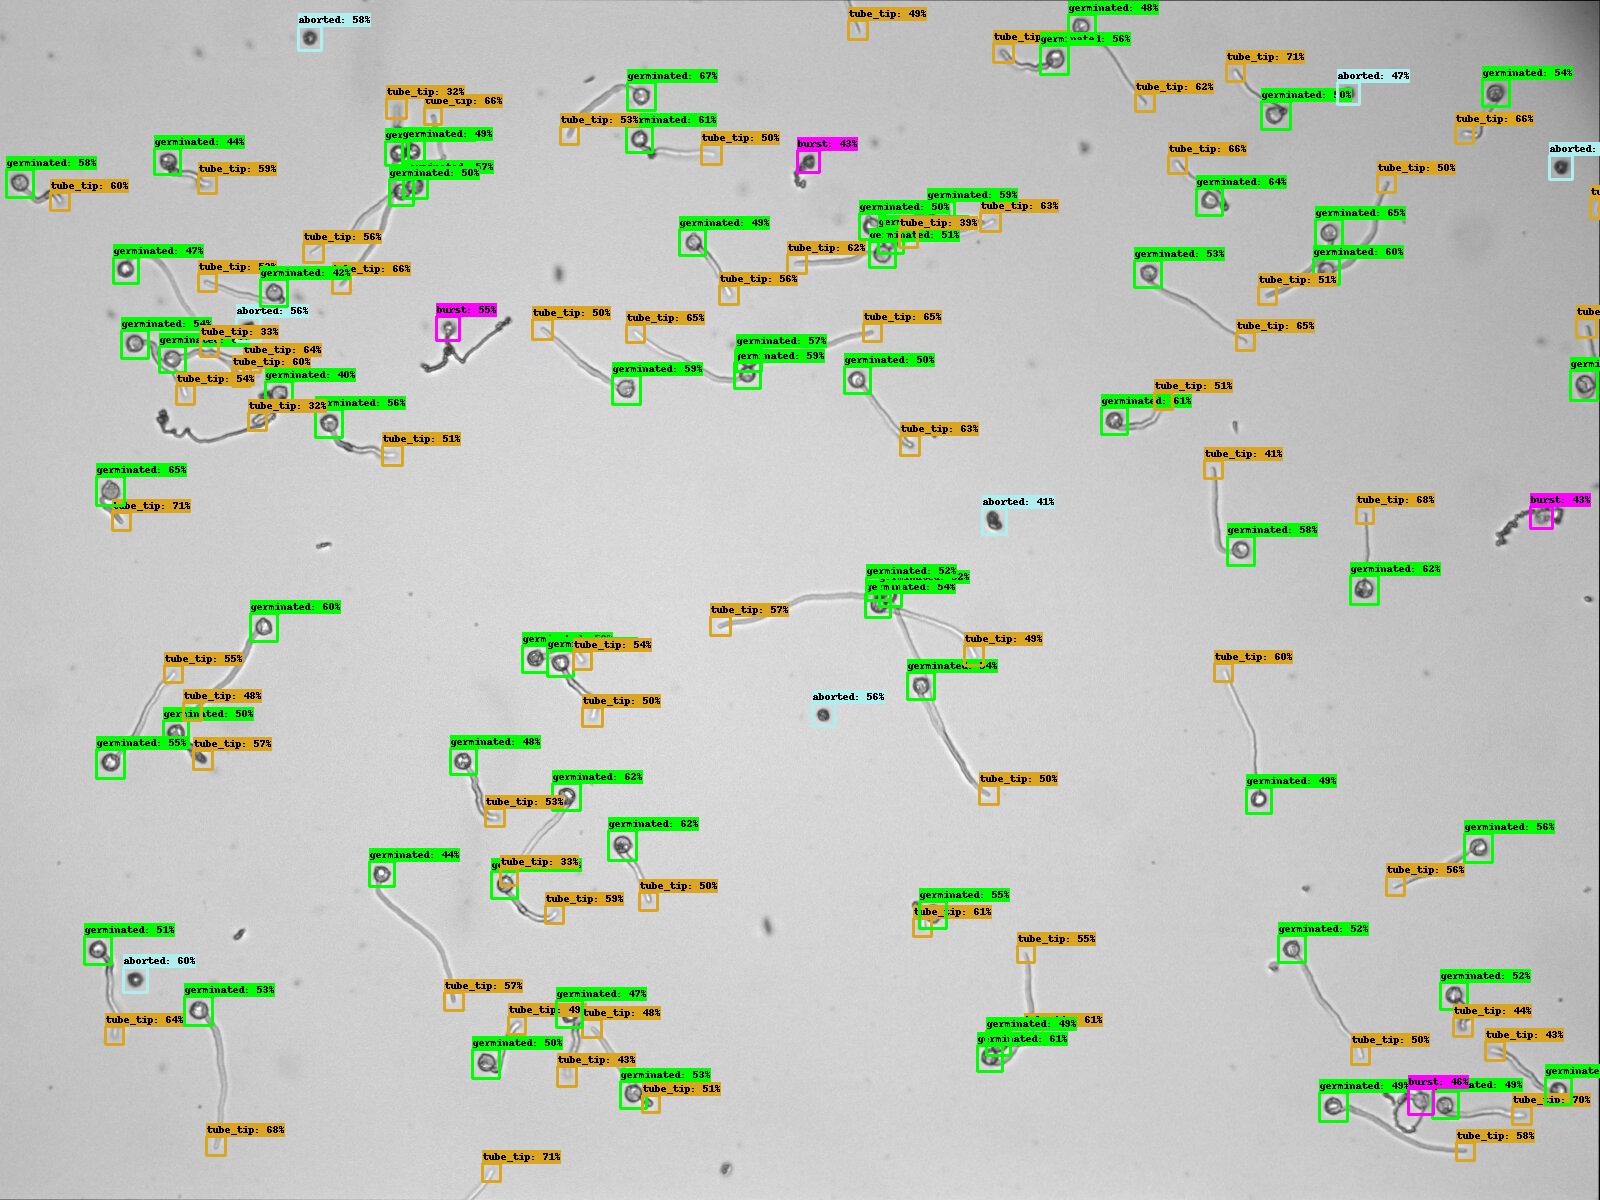 germinated: 48%
tube_tip: 49%
aborted: 58%
germinated: 56%
tube_tip
tube_tip: 71%
germinated: 67%
aborted: 47%
germinated: 54%
tube_tip: 62%
tube_tip: 32%
tube_tip: 66%
germinated: 50%
tube_tip: 53%
germinated: 61%
tube_tip: 66%
germinated: 49%
tube_tip: 50%
germinated: 44%
burst: 43%
tube_tip: 66%
aborted:
germinated: 58%
tube_tip: 59%
germinated: 50%
tube_tip: 50%
tube_tip: 60%
germinated: 64%
germinated: 59%
germinated: 50%
tube_tip: 63%
germinated: 65%
germinated: 49%
tube_tip: 39%
germinated: 51%
tube_tip: 56%
germinated: 47%
tube_tip: 62%
germinated: 53%
germinated: 60%
germinated: 42%
tube_tip: 66%
tube_tip: 56%
tube_tip: 51%
aborted: 56%
burst: 55%
tube_tip: 50%
tube_tip: 65%
tube_tip: 65%
tube_tip: 65%
germinated: 54%
tube_tip: 33%
germinated: 57%
tube_tip: 64%
germinated: 59%
tube_tip: 60%
germinated: 59%
germinated: 50%
germinated: 40%
tube_tip: 54%
tube_tip: 51%
germinated: 61%
tube_tip: 32%
germinated: 56%
tube_tip: 51%
tube_tip: 63%
tube_tip: 41%
germinated: 65%
tube_tip: 71%
aborted: 41%
tube_tip: 68%
burst: 43%
germinated: 58%
germinated: 52%
germinated: 54%
germinated: 62%
germinated: 60%
tube_tip: 57%
tube_tip: 54%
tube_tip: 49%
tube_tip: 55%
germinated: 54%
tube_tip: 60%
tube_tip: 48%
aborted: 56%
tube_tip: 50%
germinated: 50%
germinated: 55%
tube_tip: 57%
germinated: 48%
germinated: 62%
tube_tip: 50%
germinated: 49%
tube_tip: 53%
germinated: 62%
germinated: 56%
germinated: 44%
tube_tip: 33%
tube_tip: 56%
tube_tip: 50%
germinated: 55%
tube_tip: 59%
tube_tip: 61%
germinated: 51%
germinated: 52%
tube_tip: 55%
aborted: 60%
germinated: 52%
tube_tip: 57%
germinated: 53%
germinated: 47%
tube_tip: 49
tube_tip: 48%
tube_tip: 44%
tube_tip: 64%
tube_tip: 61%
germinated: 49%
germinated: 61%
germinated: 50%
tube_tip: 50%
tube_tip: 43%
tube_tip: 43%
germinated: 53%
tube_tip: 51%
germinate
germinated: 49%
burst: 46%
germinated: 49%
tube_tip: 70%
tube_tip: 68%
tube_tip: 58%
tube_tip: 71%